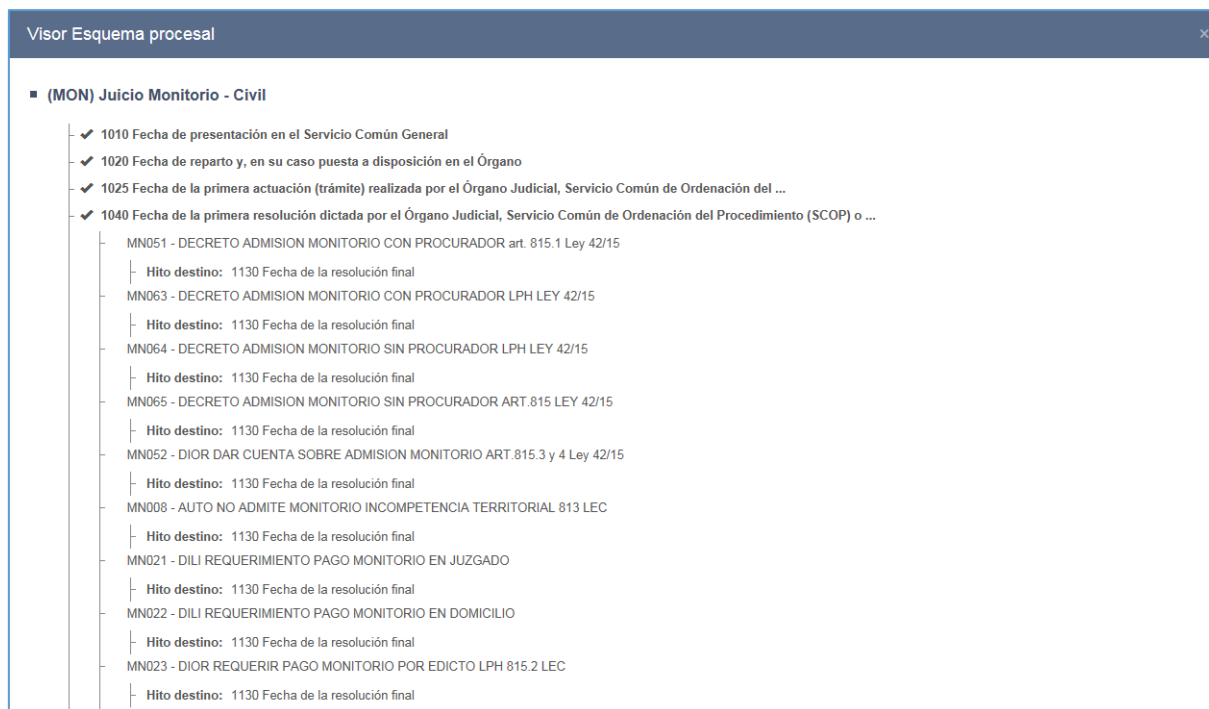 Visor Esquema procesal ×
(MON) Juicio Monitorio - Civil
1010 Fecha de presentación en el Servicio Común General
1020 Fecha de reparto y, en su caso puesta a disposición en el Órgano
1025 Fecha de la primera actuación (trámite) realizada por el Órgano Judicial, Servicio Común de Ordenación del ...
1040 Fecha de la primera resolución dictada por el Órgano Judicial, Servicio Común de Ordenación del Procedimiento (SCOP) o ...
MN051 - DECRETO ADMISION MONITORIO CON PROCURADOR art. 815.1 Ley 42/15
Hito destino: 1130 Fecha de la resolución final
MN063 - DECRETO ADMISION MONITORIO CON PROCURADOR LPH LEY 42/15
Hito destino: 1130 Fecha de la resolución final
MN064 - DECRETO ADMISION MONITORIO SIN PROCURADOR LPH LEY 42/15
Hito destino: 1130 Fecha de la resolución final
MN065 - DECRETO ADMISION MONITORIO SIN PROCURADOR ART.815 LEY 42/15
Hito destino: 1130 Fecha de la resolución final
MN052 - DIOR DAR CUENTA SOBRE ADMISION MONITORIO ART.815.3 y 4 Ley 42/15
Hito destino: 1130 Fecha de la resolución final
MN008 - AUTO NO ADMITE MONITORIO INCOMPETENCIA TERRITORIAL 813 LEC
Hito destino: 1130 Fecha de la resolución final
MN021 - DILI REQUERIMIENTO PAGO MONITORIO EN JUZGADO
Hito destino: 1130 Fecha de la resolución final
MN022 - DILI REQUERIMIENTO PAGO MONITORIO EN DOMICILIO
Hito destino: 1130 Fecha de la resolución final
MN023 - DIOR REQUERIR PAGO MONITORIO POR EDICTO LPH 815.2 LEC
Hito destino: 1130 Fecha de la resolución final